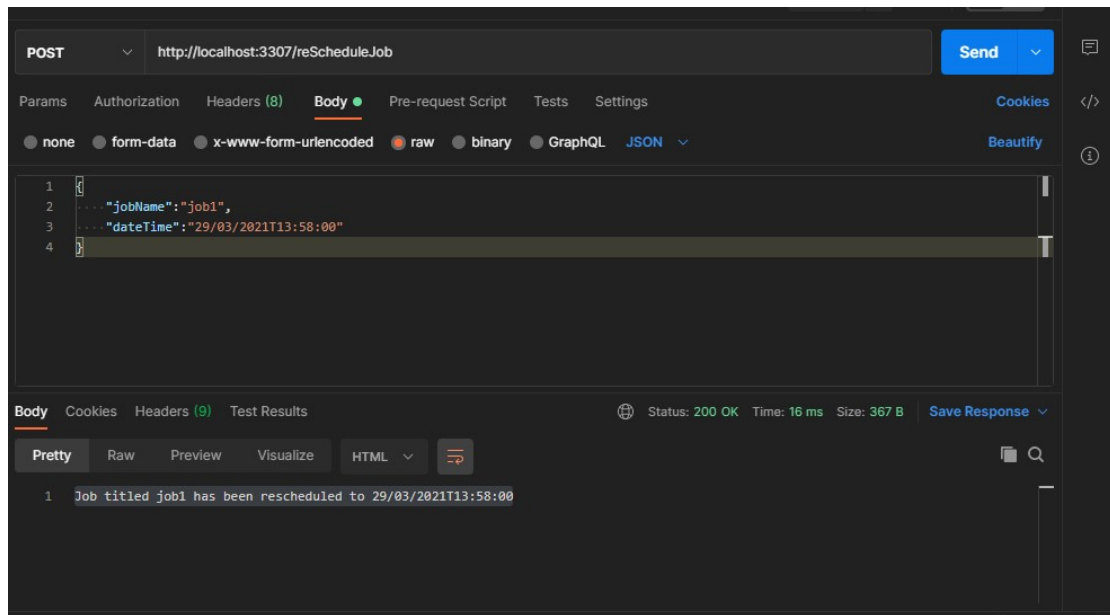 POST http://localhost:3307/reScheduleJob Send
Params Authorization Headers (8) Body Pre-request Script Tests Settings Cookies
none form-data x-www-form-urlencoded raw binary GraphQL JSON Beautify
1 {
2 ····"jobName":"job1",
3 ····"dateTime":"29/03/2021T13:58:00"
4 }
Body Cookies Headers (9) Test Results Status: 200 OK Time: 16 ms Size: 367 B Save Response
Pretty Raw Preview Visualize HTML
1 Job titled job1 has been rescheduled to 29/03/2021T13:58:00